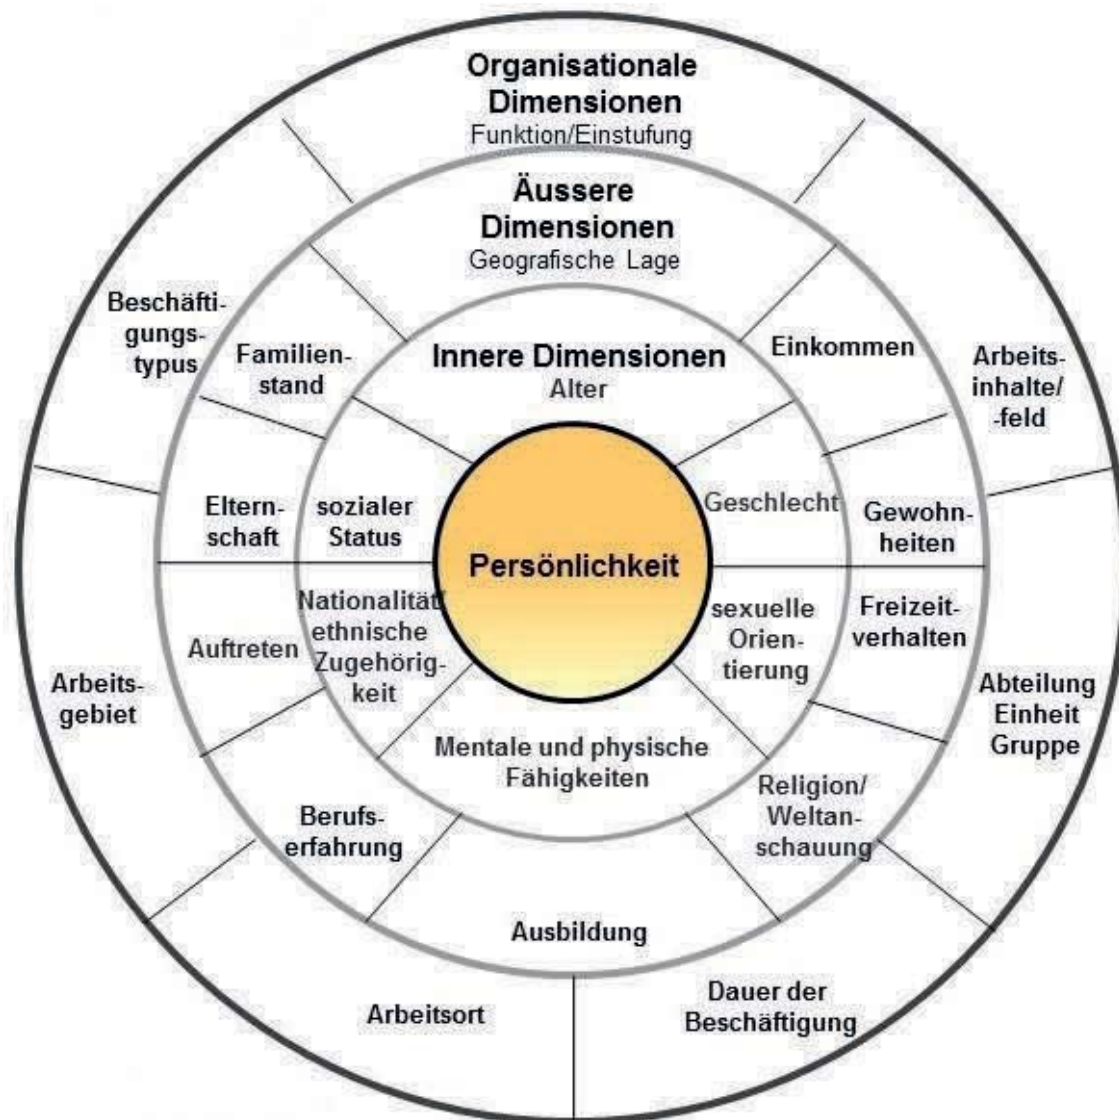 Organisationale
Dimensionen
Funktion/Einstufung
Äussere
Dimensionen
Geografische Lage
Innere Dimensionen
Alter
Persönlichkeit
Geschlecht
sexuelle
Orien-
tierung
Mentale und physische
Fähigkeiten
Nationalität/
ethnische
Zugehörig-
keit
sozialer
Status
Einkommen
Gewohn-
heiten
Freizeit-
verhalten
Religion/
Weltan-
schauung
Ausbildung
Berufs-
erfahrung
Auftreten
Eltern-
schaft
Familien-
stand
Arbeits-
inhalte/
-feld
Abteilung
Einheit
Gruppe
Dauer der
Beschäftigung
Arbeitsort
Arbeits-
gebiet
Beschäfti-
gungs-
typus